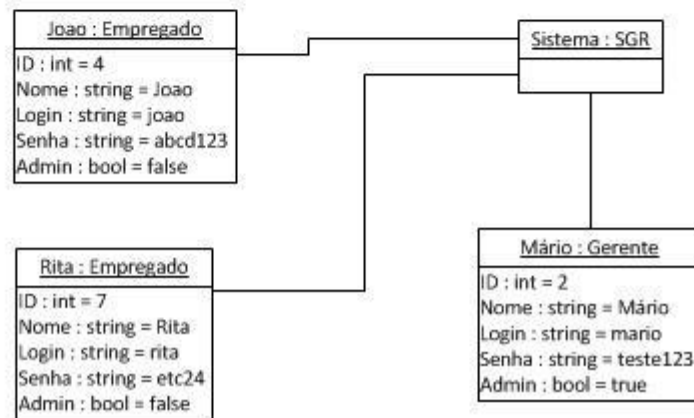 Joao : Empregado
ID : int = 4
Nome : string = Joao
Login : string = joao
Senha : string = abcd123
Admin : bool = false
Sistema : SGR
Rita : Empregado
ID : int = 7
Nome : string = Rita
Login : string = rita
Senha : string = etc24
Admin : bool = false
Mário : Gerente
ID : int = 2
Nome : string = Mário
Login : string = mario
Senha : string = teste123
Admin : bool = true